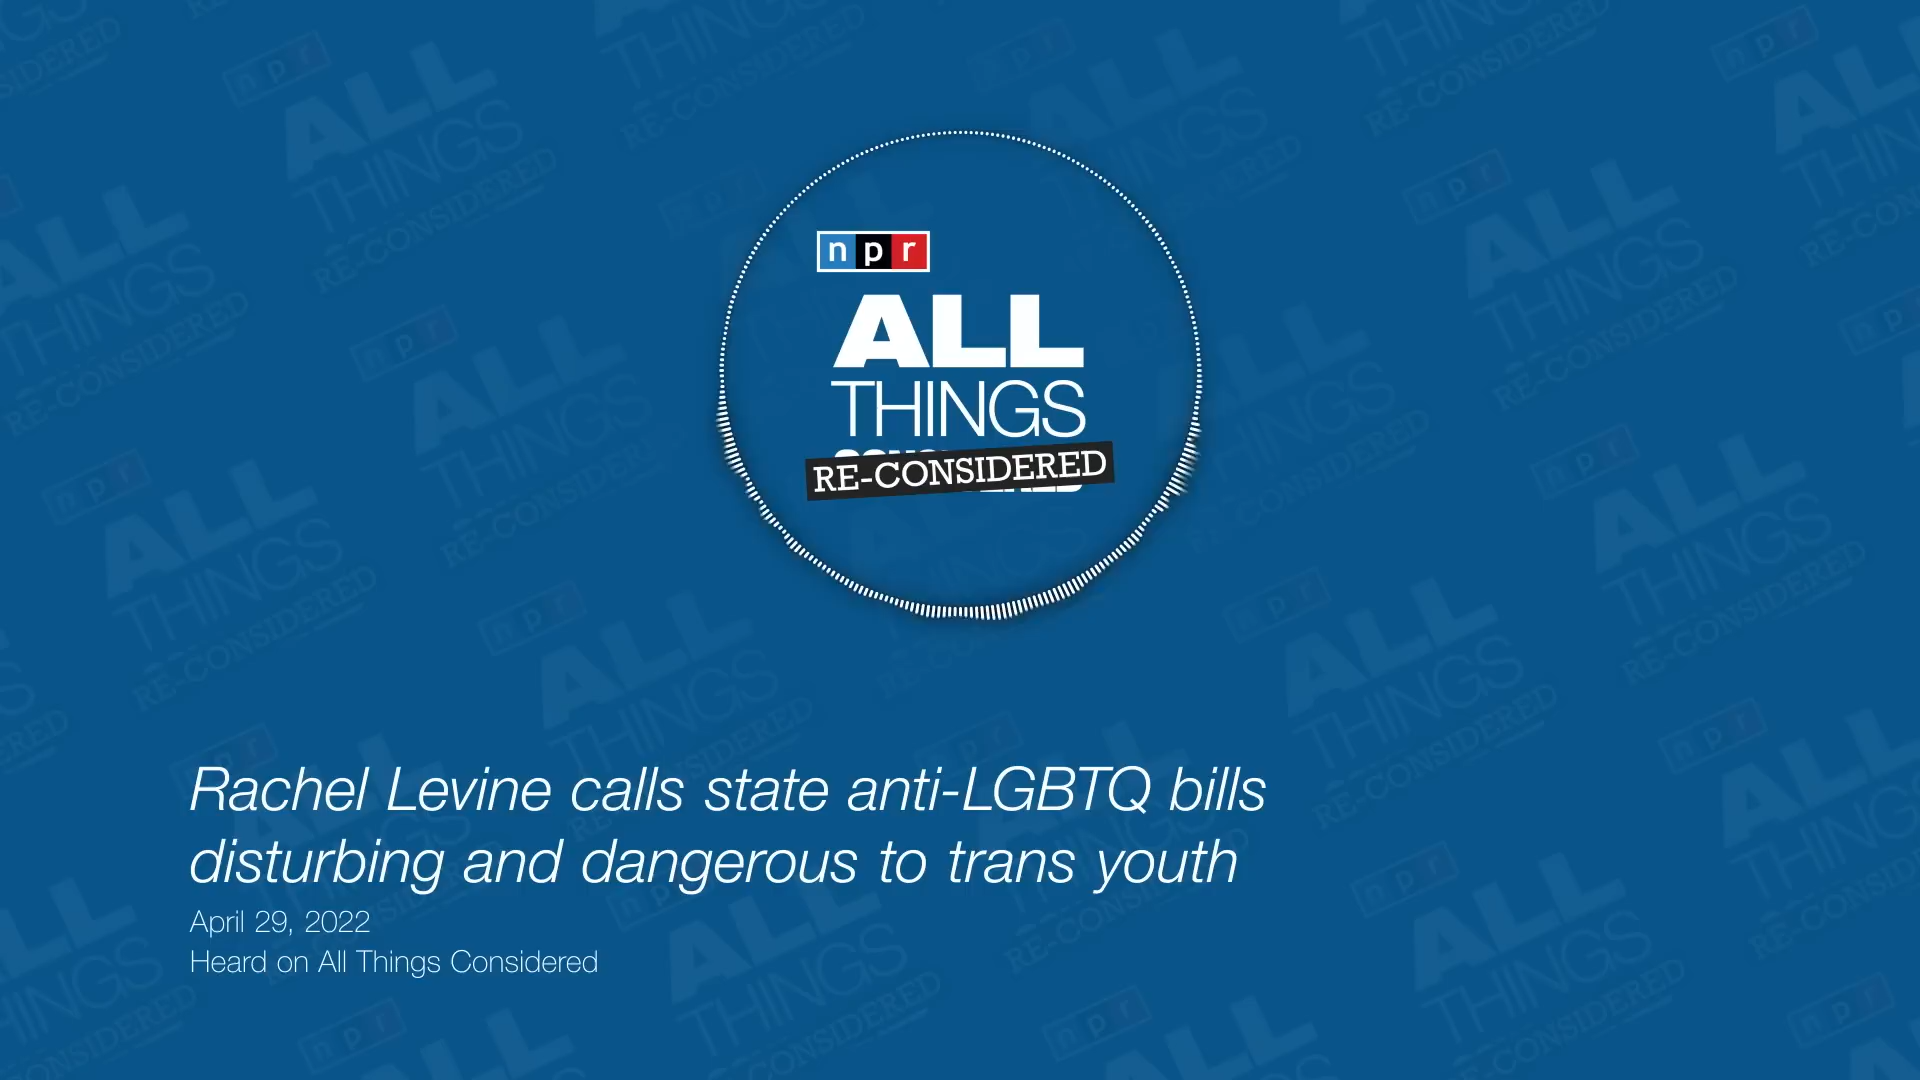 npr
ALL
THINGS
RE-CONSIDERED
Rachel Levine calls state anti-LGBTQ bills
disturbing and dangerous to trans youth
April 29, 2022
Heard on All Things Considered